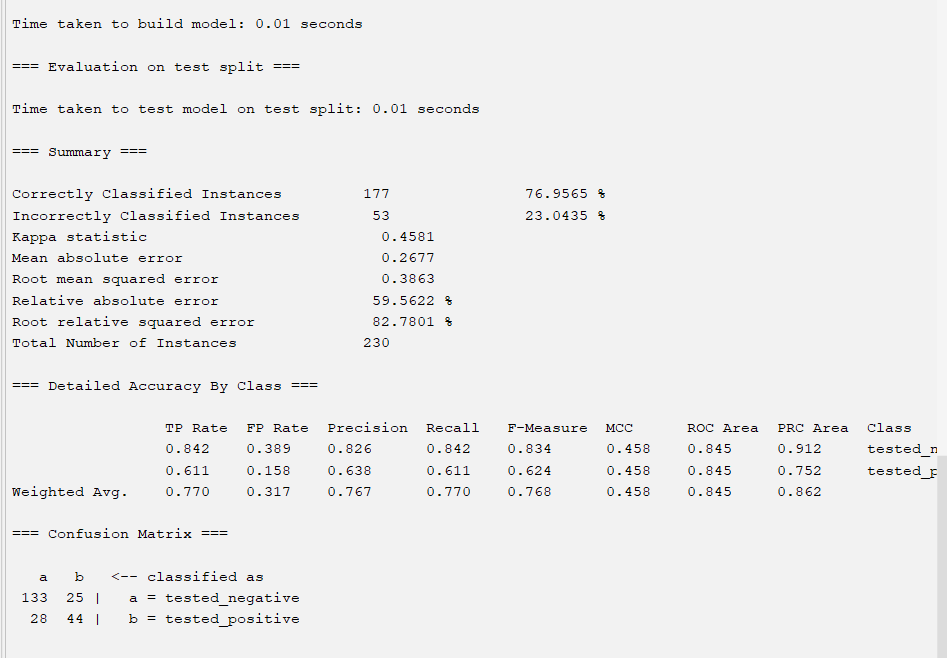 Time taken to build model: 0.01 seconds
=== Evaluation on test split ===
Time taken to test model on test split: 0.01 seconds
=== Summary ===
Correctly Classified Instances 177 76.9565 %
Incorrectly Classified Instances 53 23.0435 %
Kappa statistic 0.4581
Mean absolute error 0.2677
Root mean squared error 0.3863
Relative absolute error 59.5622 %
Root relative squared error 82.7801 %
Total Number of Instances 230
=== Detailed Accuracy By Class ===
TP Rate FP Rate Precision Recall F-Measure MCC ROC Area PRC Area Class
0.842 0.389 0.826 0.842 0.834 0.458 0.845 0.912 tested_n
0.611 0.158 0.638 0.611 0.624 0.458 0.845 0.752 tested_p
Weighted Avg. 0.770 0.317 0.767 0.770 0.768 0.458 0.845 0.862
=== Confusion Matrix ===
a b <-- classified as
133 25 | a = tested_negative
28 44 | b = tested_positive